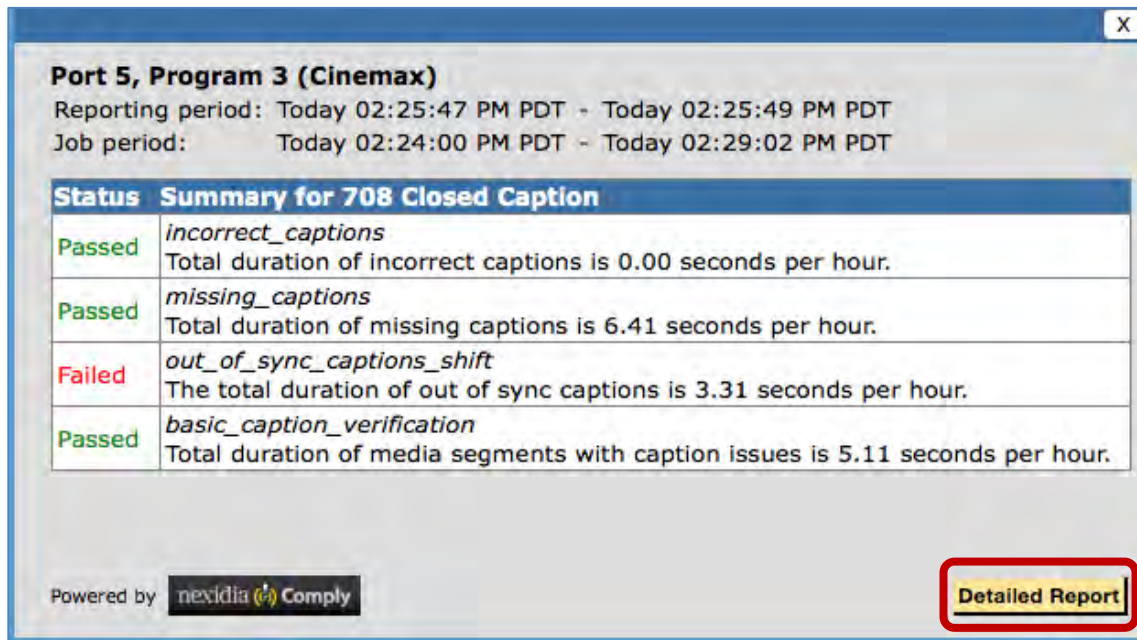 X
Port 5, Program 3 (Cinemax)
Reporting period: Today 02:25:47 PM PDT - Today 02:25:49 PM PDT
Job period: Today 02:24:00 PM PDT - Today 02:29:02 PM PDT
Status Summary for 708 Closed Caption
Passed incorrect_captions
Total duration of incorrect captions is 0.00 seconds per hour.
Passed missing_captions
Total duration of missing captions is 6.41 seconds per hour.
Failed out_of_sync_captions_shift
The total duration of out of sync captions is 3.31 seconds per hour.
Passed basic_caption_verification
Total duration of media segments with caption issues is 5.11 seconds per hour.
Powered by nexidia Comply
Detailed Report